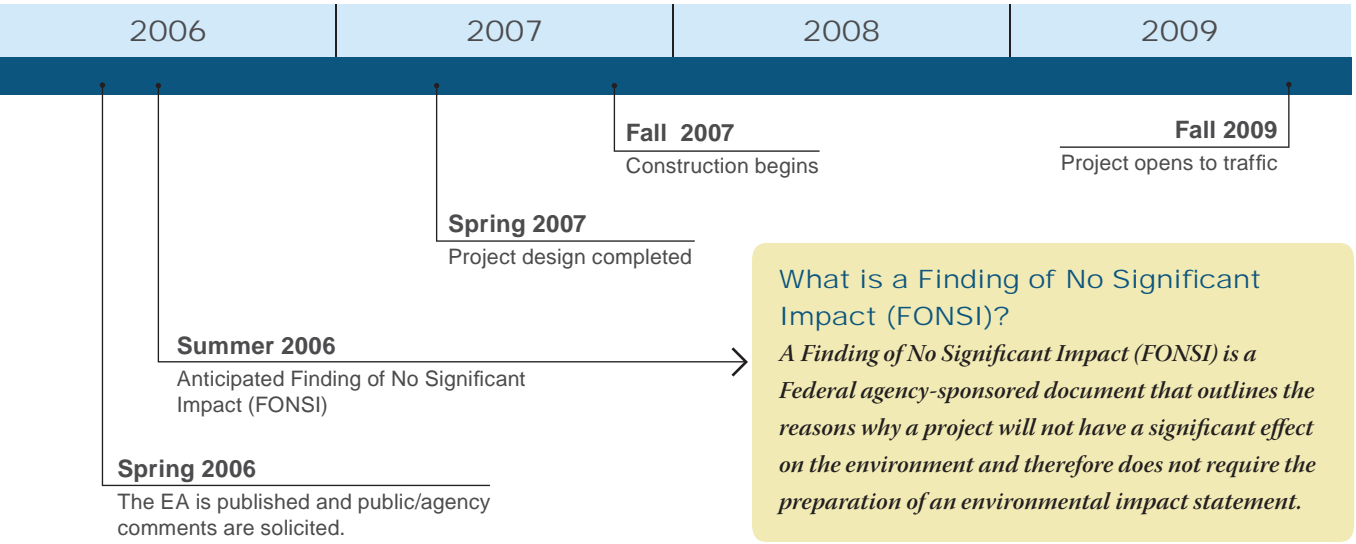 2006 2007 2008 2009
Fall 2007
Construction begins
Fall 2009
Project opens to traffic
Spring 2007
Project design completed
Summer 2006
Anticipated Finding of No Significant
Impact (FONSI)
Spring 2006
The EA is published and public/agency
comments are solicited.
What is a Finding of No Significant
Impact (FONSI)?
A Finding of No Significant Impact (FONSI) is a
Federal agency-sponsored document that outlines the
reasons why a project will not have a significant effect
on the environment and therefore does not require the
preparation of an environmental impact statement.